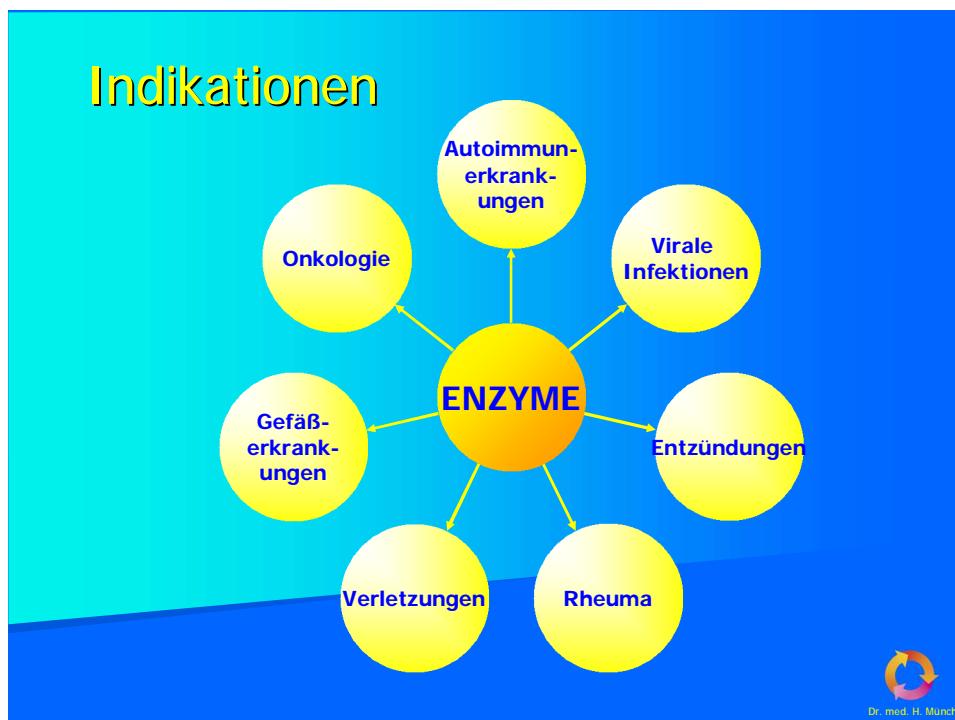 Indikationen
Autoimmun-
erkrank-
ungen
Virale
Infektionen
Onkologie
ENZYME
Gefäß-
erkrank-
ungen
Entzündungen
Verletzungen
Rheuma
Dr. med. H. Münch